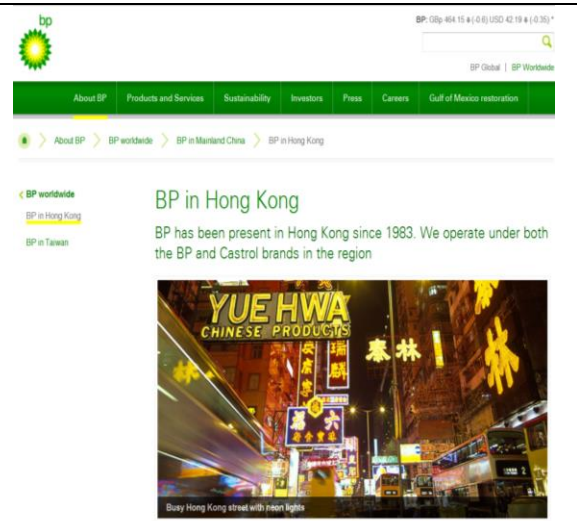 bp
BP: GBp 464.15 (-0.6) USD 42.19 (-0.35) *
BP Global | BP Worldwide
About BP Products and Services Sustainability Investors Press Careers Gulf of Mexico restoration
About BP BP worldwide BP in Mainland China BP in Hong Kong
BP worldwide
BP in Hong Kong
BP in Taiwan
BP in Hong Kong
BP has been present in Hong Kong since 1983. We operate under both
the BP and Castrol brands in the region
YUE HWA
CHINESE PRODUCTS
泰林
林
六
福
Busy Hong Kong street with neon lights